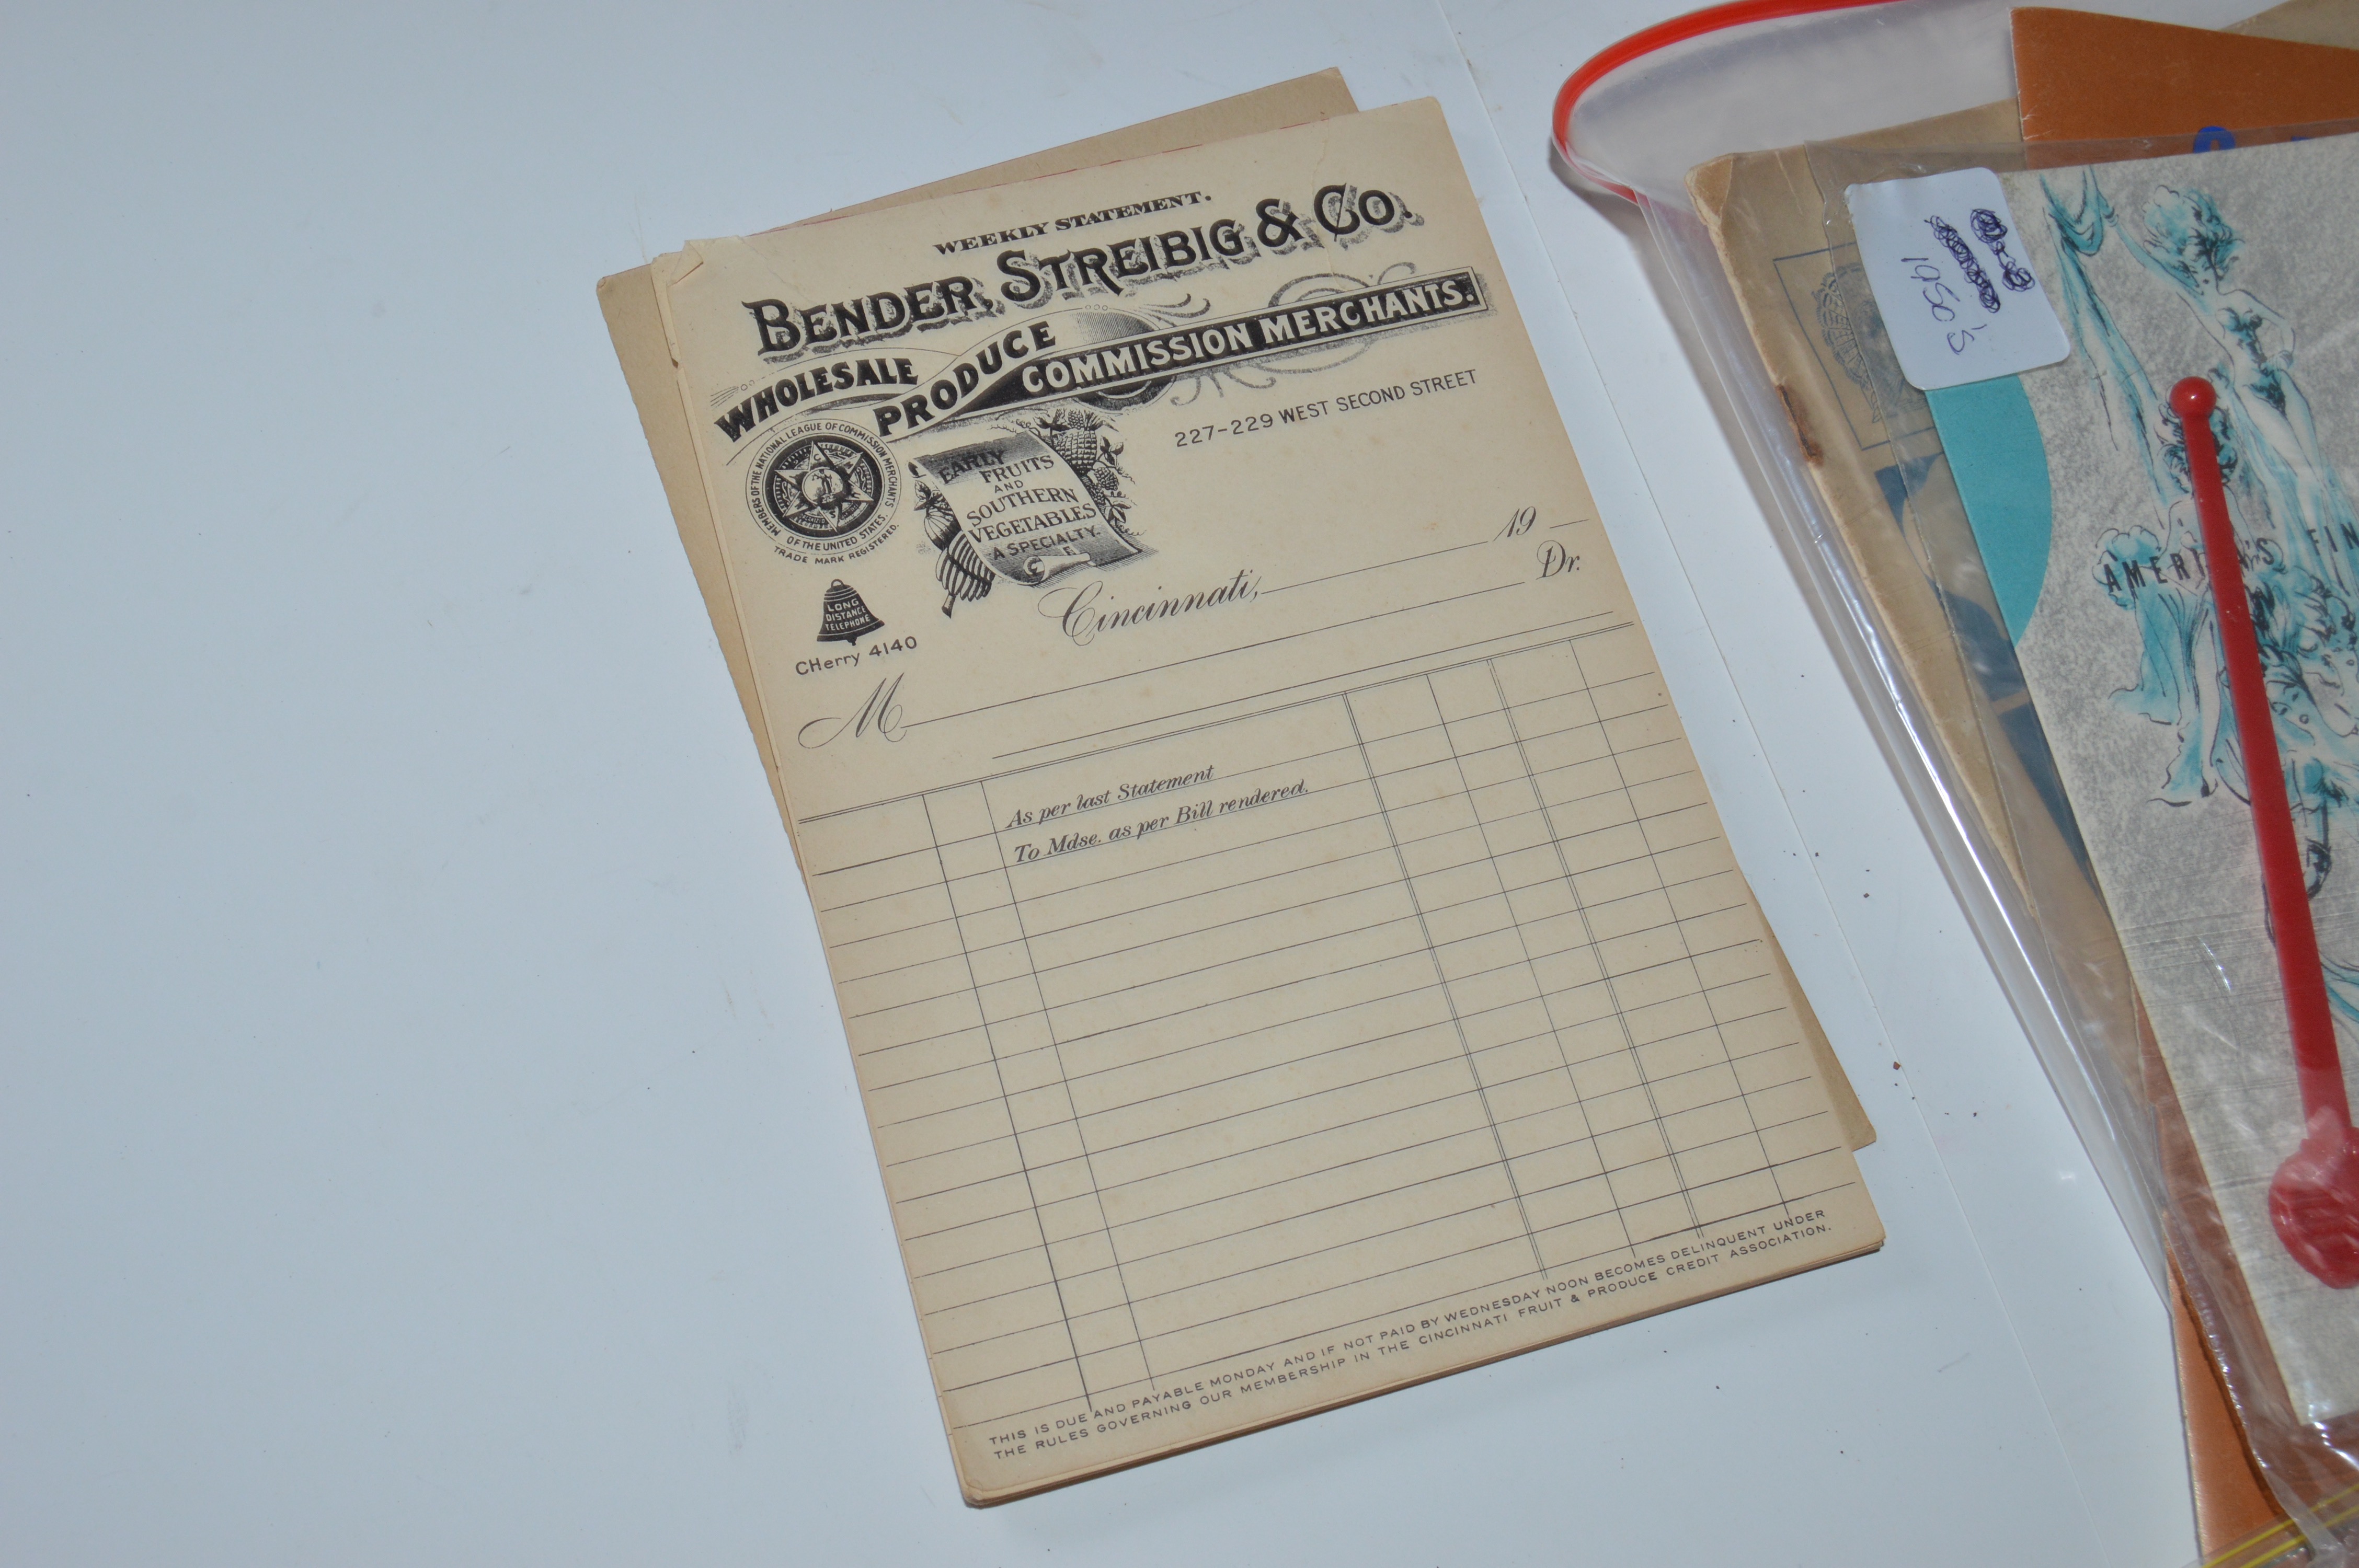 WEEKLY STATEMENT.
BENDER, STREIBIG & CO.
WHOLESALE PRODUCE COMMISSION MERCHANTS.
227-229 WEST SECOND STREET
MEMBERS OF THE NATIONAL LEAGUE OF COMMISSION MERCHANTS
OF THE UNITED STATES.
TRADE MARK REGISTERED.
EARLY
FRUITS
AND
SOUTHERN
VEGETABLES
A SPECIALTY.
LONG
DISTANCE
TELEPHONE
CHerry 4140
Cincinnati, 19
Dr.
M
As per last Statement
To Mdse. as per Bill rendered.
THIS IS DUE AND PAYABLE MONDAY AND IF NOT PAID BY WEDNESDAY NOON BECOMES DELINQUENT UNDER
THE RULES GOVERNING OUR MEMBERSHIP IN THE CINCINNATI FRUIT & PRODUCE CREDIT ASSOCIATION.
1950's